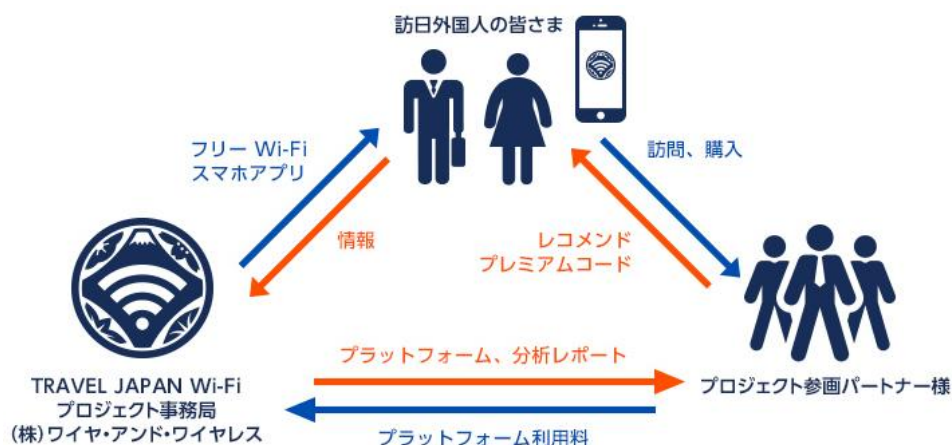 訪日外国人の皆さま
フリー Wi-Fi
スマホアプリ
訪問、購入
情報
レコメンド
プレミアムコード
プラットフォーム、分析レポート
TRAVEL JAPAN Wi-Fi
プロジェクト事務局
(株)ワイヤ・アンド・ワイヤレス
プロジェクト参画パートナー様
プラットフォーム利用料